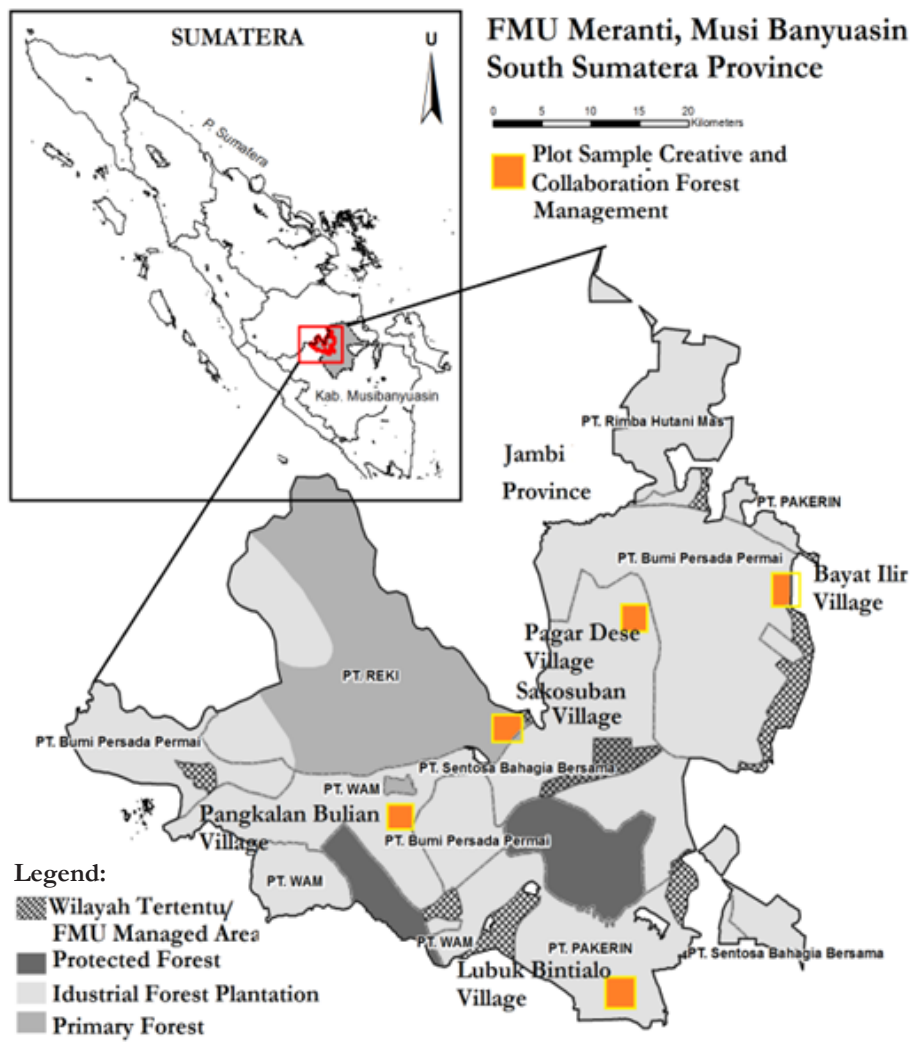 SUMATERA
U
P. Sumatera
Kab. Musibanyuasin
FMU Meranti, Musi Banyuasin
South Sumatera Province
0 5 10 15 20
Kilometers
Plot Sample Creative and
Collaboration Forest
Management
PT. Rimba Hutani Mas
Jambi
Province
PT. PAKERIN
PT. Bumi Persada Permai
Bayat Ilir
Village
Pagar Dese
Village
PT. REKI
Sakosuban
Village
PT. Bumi Persada Permai
PT. Sentosa Bahagia Bersama
PT. WAM
Pangkalan Bulian
Village
PT. Bumi Persada Permai
PT. WAM
PT. WAM
PT. PAKERIN
PT. Sentosa Bahagia Bersama
Lubuk Bintialo
Village
Legend:
Wilayah Tertentu/
FMU Managed Area
Protected Forest
Idustrial Forest Plantation
Primary Forest